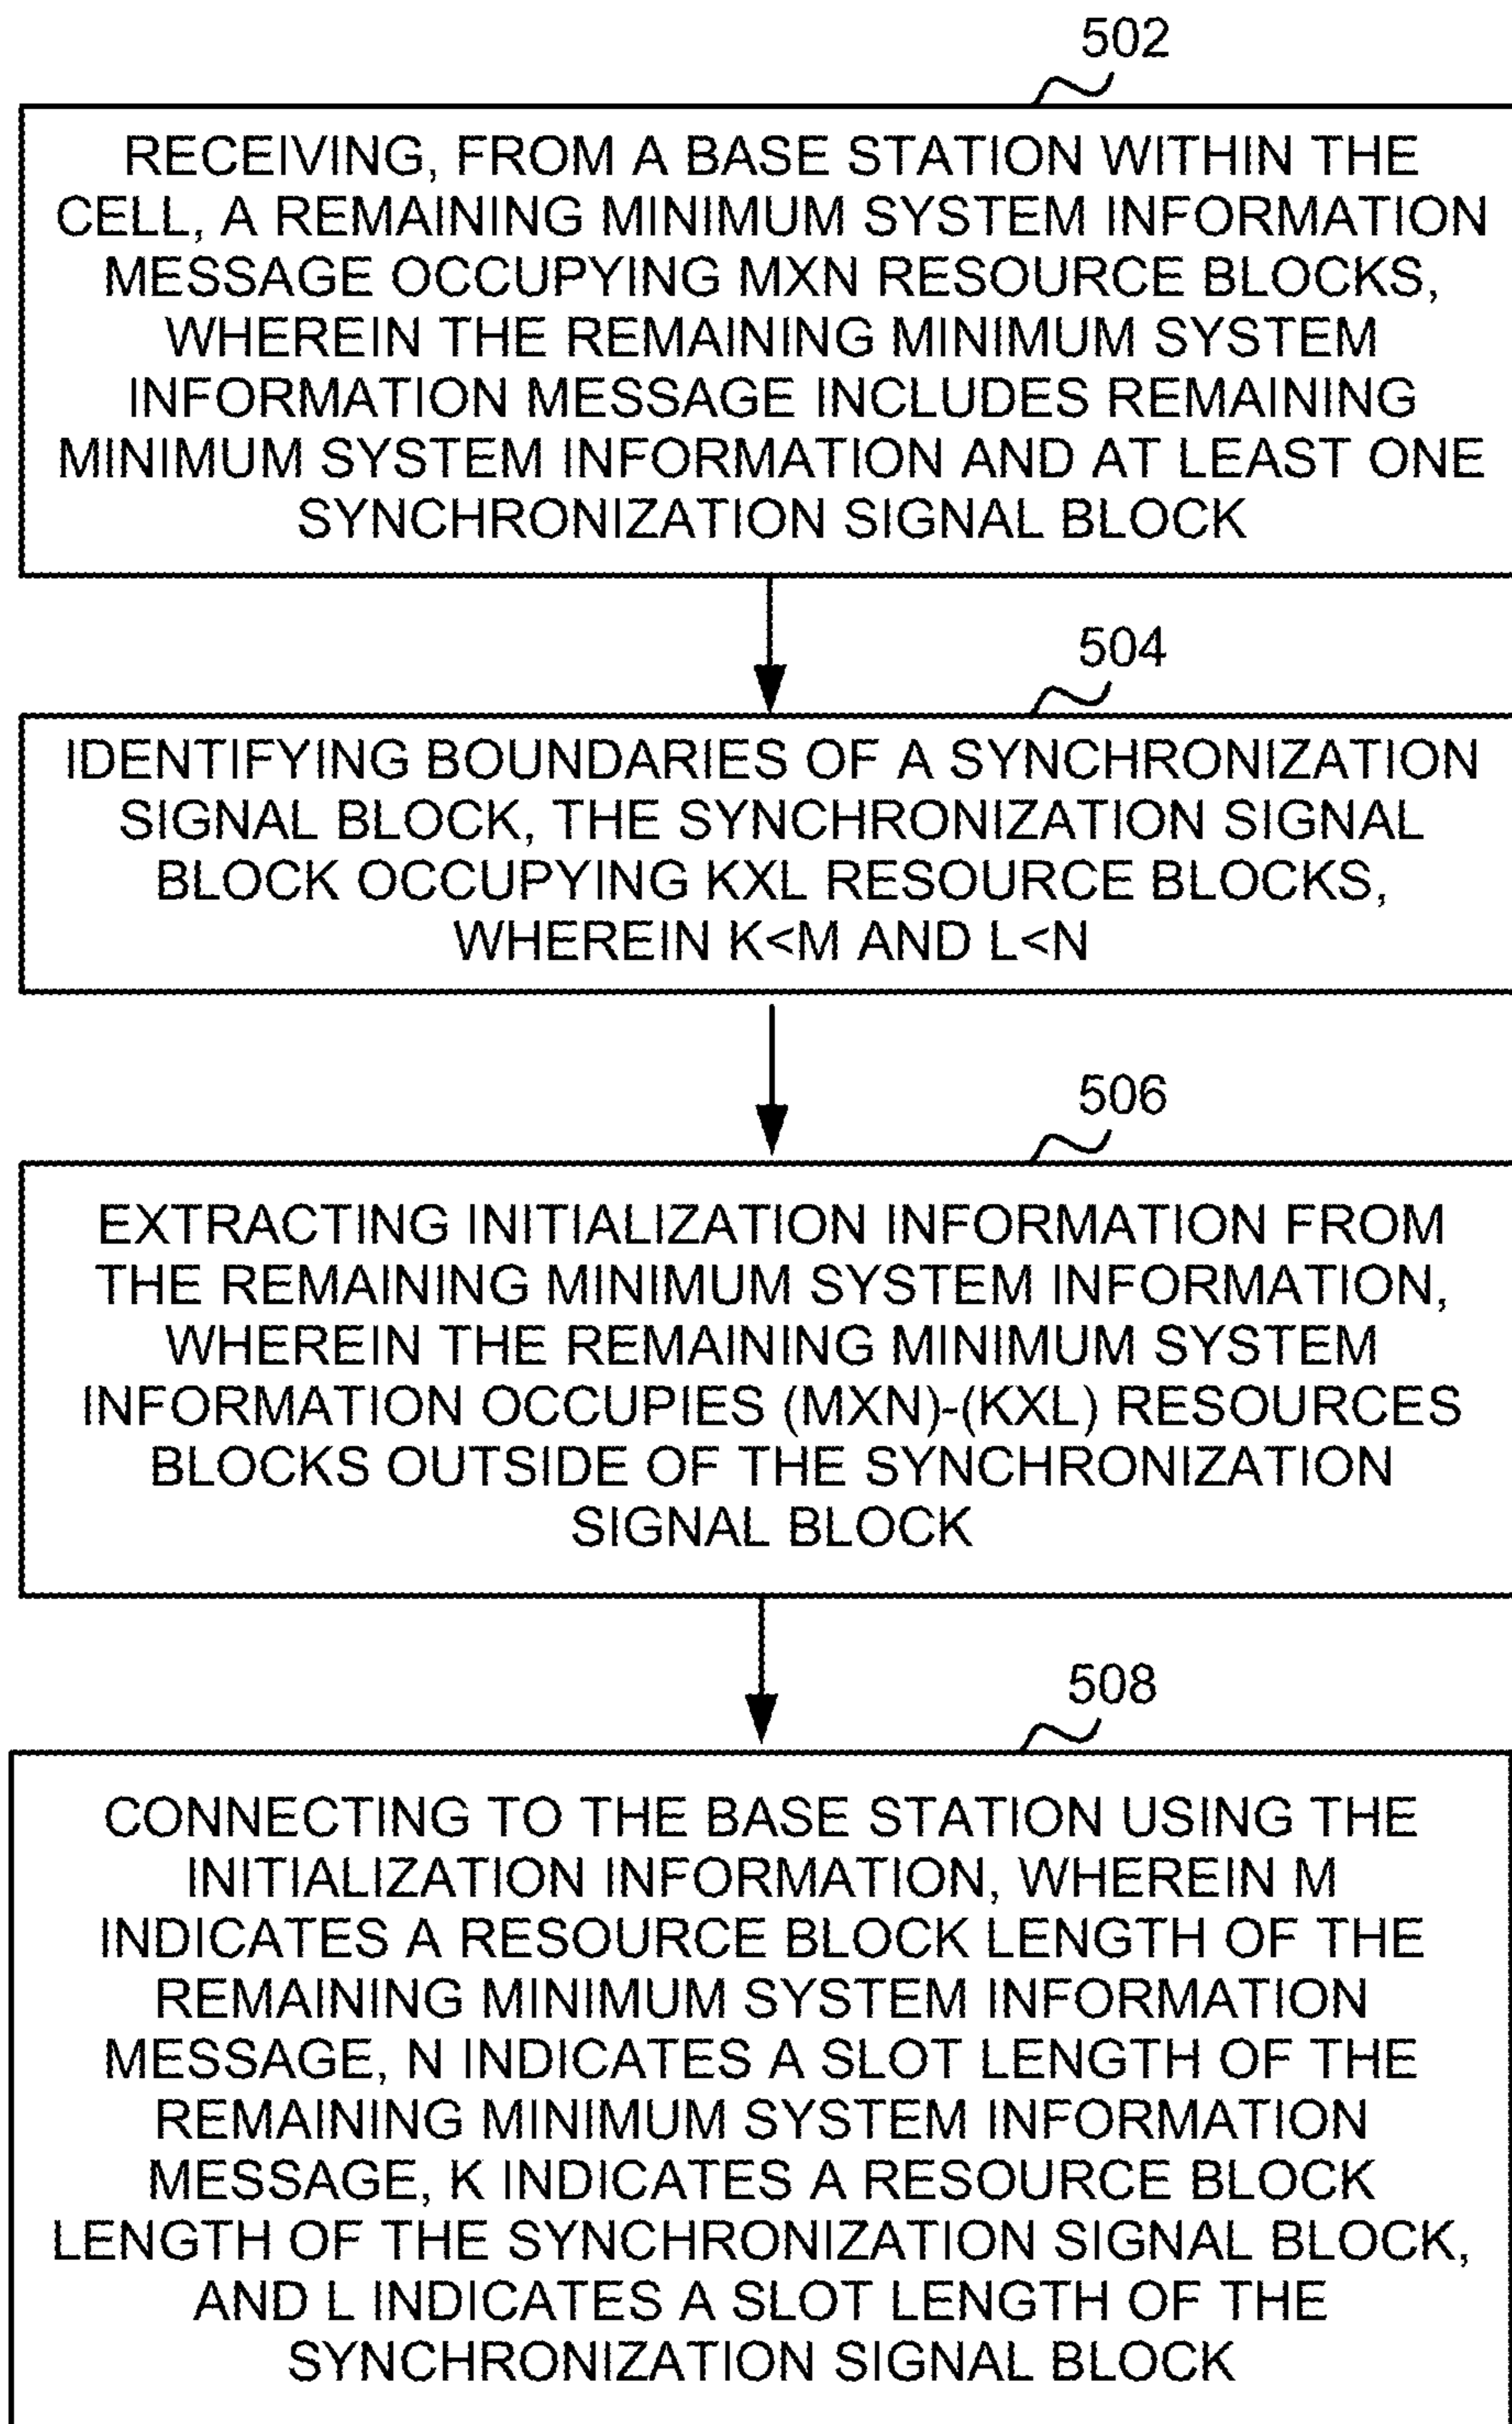 502
RECEIVING, FROM A BASE STATION WITHIN THE
CELL, A REMAINING MINIMUM SYSTEM INFORMATION
MESSAGE OCCUPYING MXN RESOURCE BLOCKS,
WHEREIN THE REMAINING MINIMUM SYSTEM
INFORMATION MESSAGE INCLUDES REMAINING
MINIMUM SYSTEM INFORMATION AND AT LEAST ONE
SYNCHRONIZATION SIGNAL BLOCK
504
IDENTIFYING BOUNDARIES OF A SYNCHRONIZATION
SIGNAL BLOCK, THE SYNCHRONIZATION SIGNAL
BLOCK OCCUPYING KXL RESOURCE BLOCKS,
WHEREIN K<M AND L<N
506
EXTRACTING INITIALIZATION INFORMATION FROM
THE REMAINING MINIMUM SYSTEM INFORMATION,
WHEREIN THE REMAINING MINIMUM SYSTEM
INFORMATION OCCUPIES (MXN)-(KXL) RESOURCES
BLOCKS OUTSIDE OF THE SYNCHRONIZATION
SIGNAL BLOCK
508
CONNECTING TO THE BASE STATION USING THE
INITIALIZATION INFORMATION, WHEREIN M
INDICATES A RESOURCE BLOCK LENGTH OF THE
REMAINING MINIMUM SYSTEM INFORMATION
MESSAGE, N INDICATES A SLOT LENGTH OF THE
REMAINING MINIMUM SYSTEM INFORMATION
MESSAGE, K INDICATES A RESOURCE BLOCK
LENGTH OF THE SYNCHRONIZATION SIGNAL BLOCK,
AND L INDICATES A SLOT LENGTH OF THE
SYNCHRONIZATION SIGNAL BLOCK